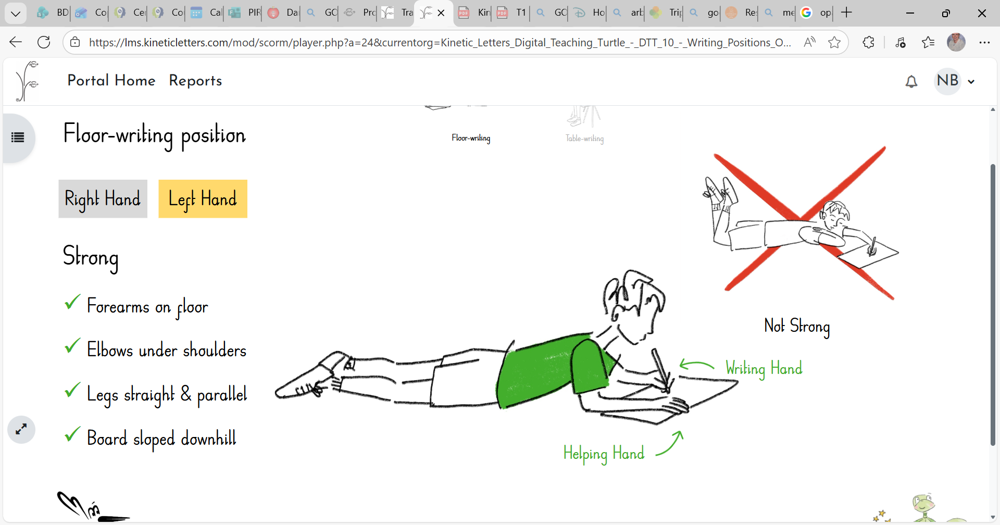 BD
Co
Cei
Co
Cal
PIR
Da
GC
Prc
Tra
Kin
T1
GC
Ho
arb
Trip
go
Re
me
op
https://lms.kineticletters.com/mod/scorm/player.php?a=24&currentorg=Kinetic_Letters_Digital_Teaching_Turtle_-_DTT_10_-_Writing_Positions_O...
Portal Home Reports
NB
Floor-writing position
Floor-writing
Table-writing
Right Hand
Left Hand
Strong
✓ Forearms on floor
✓ Elbows under shoulders
✓ Legs straight & parallel
✓ Board sloped downhill
Not Strong
Writing Hand
Helping Hand